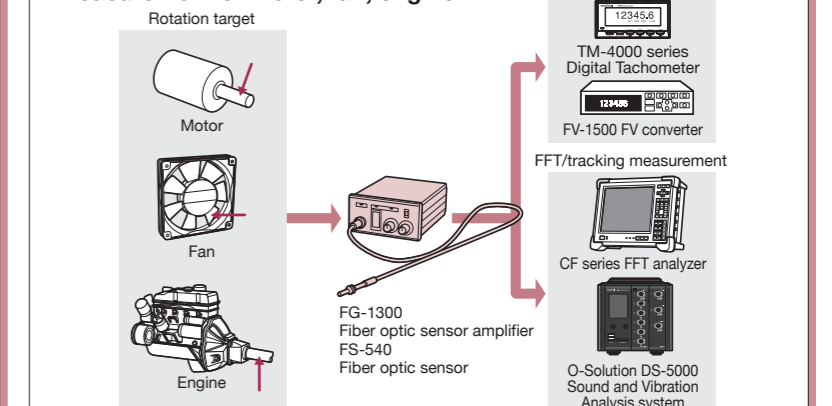 Rotation target
Motor
Fan
Engine
FG-1300
Fiber optic sensor amplifier
FS-540
Fiber optic sensor
12345.6
TM-4000 series
Digital Tachometer
123456
FV-1500 FV converter
FFT/tracking measurement
CF series FFT analyzer
O-Solution DS-5000
Sound and Vibration
Analysis system